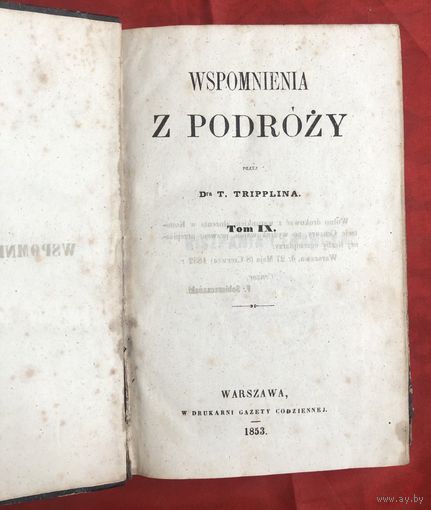 WSPOMNIENIA
Z PODRÓŻY
PRZEZ
Dra T. TRIPPLINA.
Tom IX.
WARSZAWA,
W DRUKARNI GAZETY CODZIENNEJ.
1853.
www.ay.by